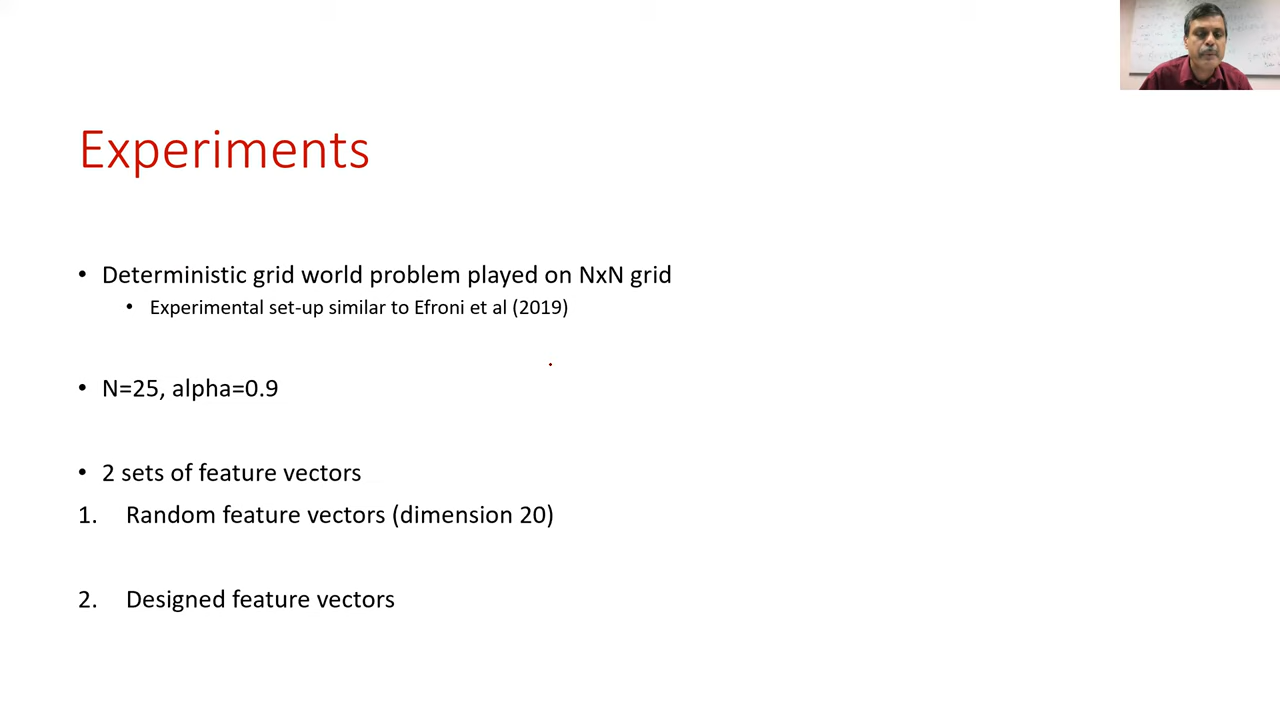 Experiments
• Deterministic grid world problem played on NxN grid
• Experimental set-up similar to Efroni et al (2019)
• N=25, alpha=0.9
• 2 sets of feature vectors
1. Random feature vectors (dimension 20)
2. Designed feature vectors